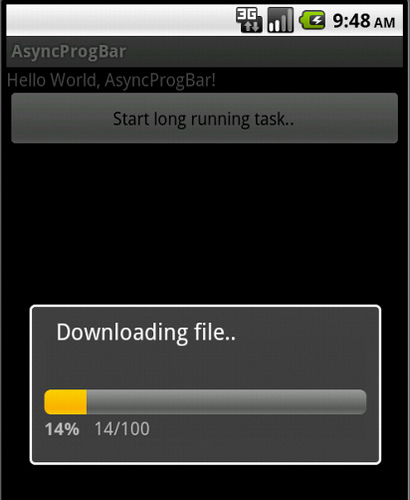 3G 9:48 AM
AsyncProgBar
Hello World, AsyncProgBar!
Start long running task..
Downloading file..
14% 14/100